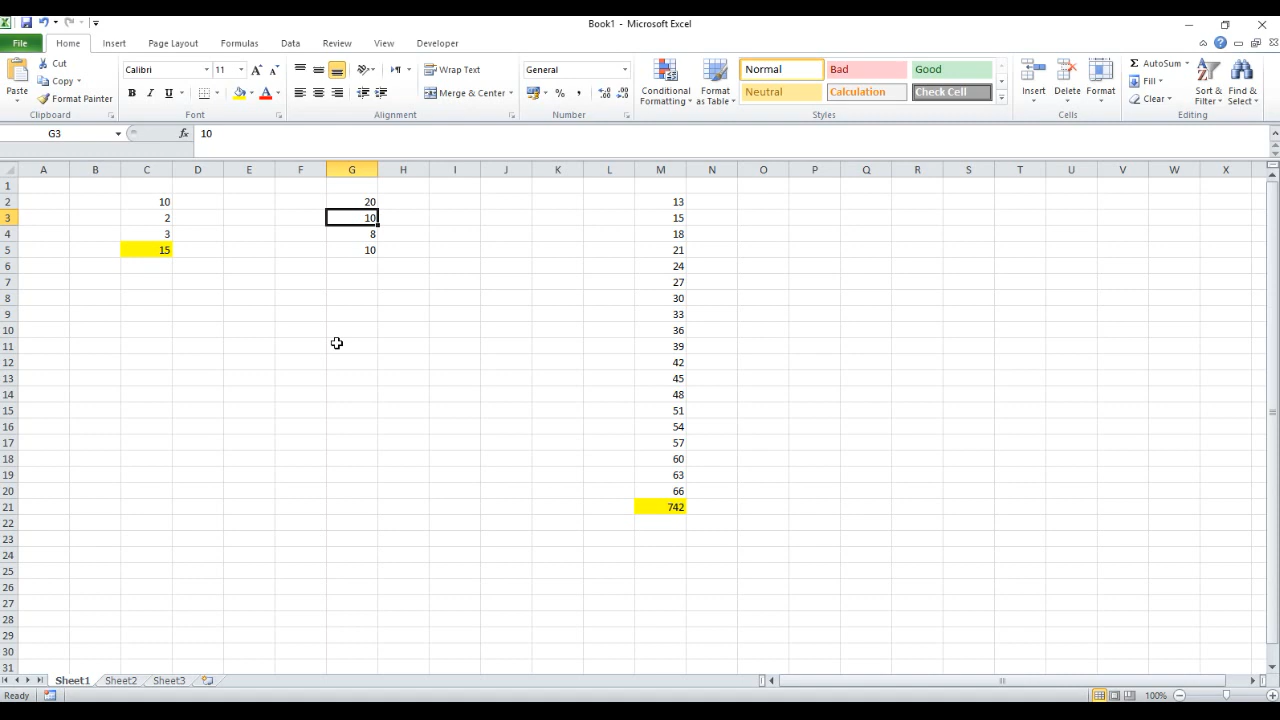 Book1 - Microsoft Excel
File Home Insert Page Layout Formulas Data Review View Developer
Cut
Copy
Format Painter
Paste
Clipboard
Calibri 11
B I U
Font
Wrap Text
Merge & Center
Alignment
General
Number
Conditional Formatting
Format as Table
Normal Bad Good
Neutral Calculation Check Cell
Styles
Insert Delete Format
Cells
AutoSum
Fill
Clear
Sort & Filter
Find & Select
Editing
G3 fx 10
A B C D E F G H I J K L M N O P Q R S T U V W X
1
2 10 20 13
3 2 10 15
4 3 8 18
5 15 10 21
6 24
7 27
8 30
9 33
10 36
11 39
12 42
13 45
14 48
15 51
16 54
17 57
18 60
19 63
20 66
21 742
22
23
24
25
26
27
28
29
30
31
Sheet1 Sheet2 Sheet3
Ready 100%